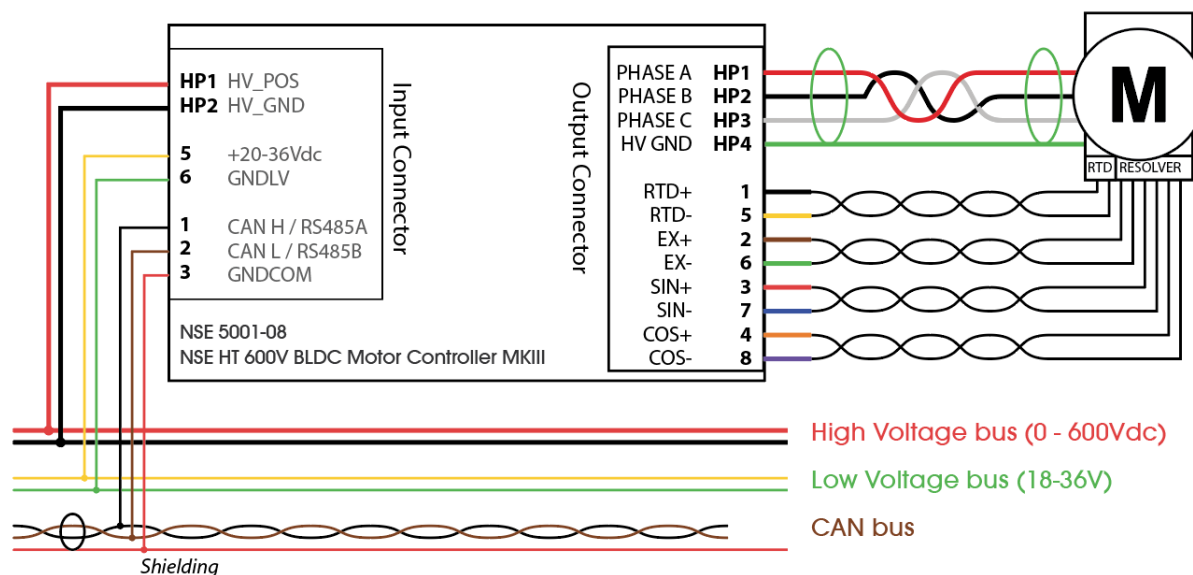 HP1 HV_POS
HP2 HV_GND
5 +20-36Vdc
6 GNDLV
1 CAN H / RS485A
2 CAN L / RS485B
3 GNDCOM
Input Connector
NSE 5001-08
NSE HT 600V BLDC Motor Controller MKIII
Output Connector
PHASE A HP1
PHASE B HP2
PHASE C HP3
HV GND HP4
RTD+ 1
RTD- 5
EX+ 2
EX- 6
SIN+ 3
SIN- 7
COS+ 4
COS- 8
M
RTD RESOLVER
High Voltage bus (0 - 600Vdc)
Low Voltage bus (18-36V)
CAN bus
Shielding